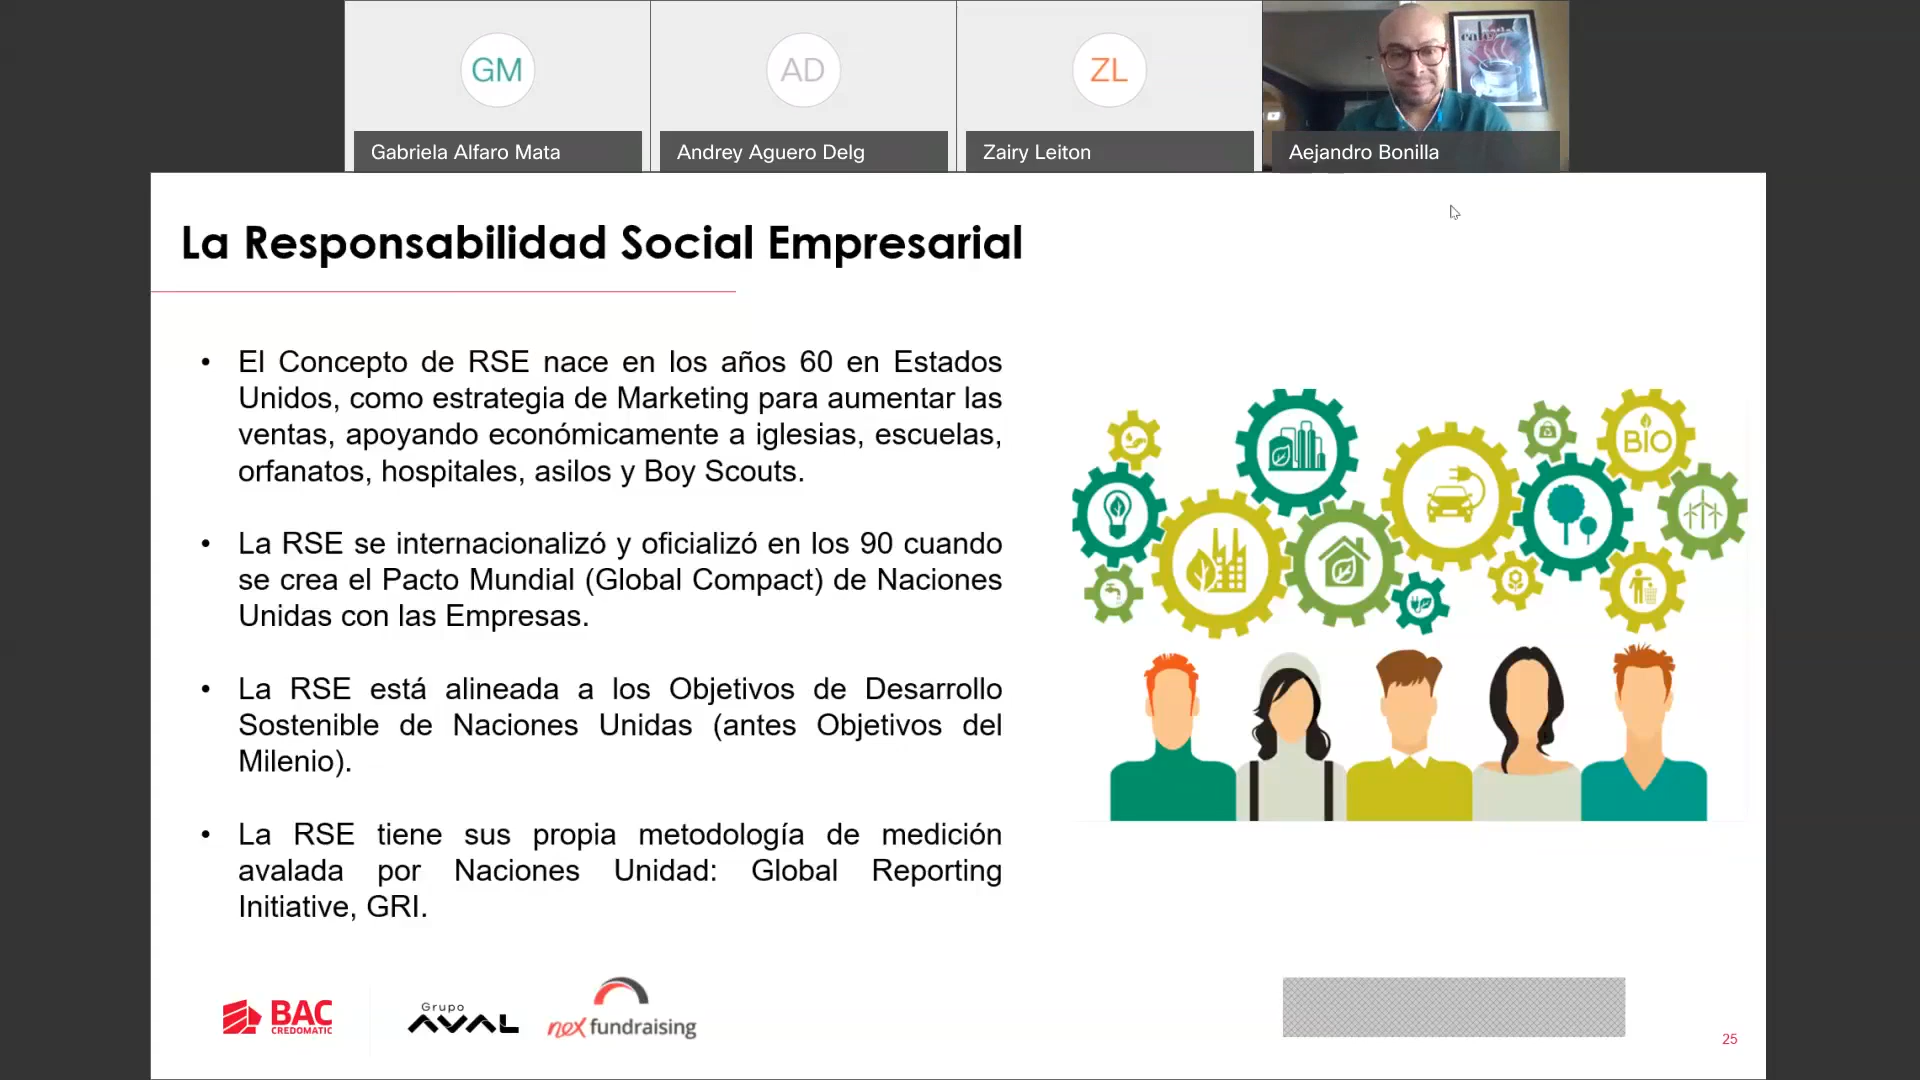 GM
AD
ZL
Gabriela Alfaro Mata
Andrey Aguero Delg
Zairy Leiton
Aejandro Bonilla
La Responsabilidad Social Empresarial
• El Concepto de RSE nace en los años 60 en Estados
Unidos, como estrategia de Marketing para aumentar las
ventas, apoyando económicamente a iglesias, escuelas,
orfanatos, hospitales, asilos y Boy Scouts.
• La RSE se internacionalizó y oficializó en los 90 cuando
se crea el Pacto Mundial (Global Compact) de Naciones
Unidas con las Empresas.
• La RSE está alineada a los Objetivos de Desarrollo
Sostenible de Naciones Unidas (antes Objetivos del
Milenio).
• La RSE tiene sus propia metodología de medición
avalada por Naciones Unidad: Global Reporting
Initiative, GRI.
BIO
BAC
CREDOMATIC
Grupo
AVAL
nex fundraising
25